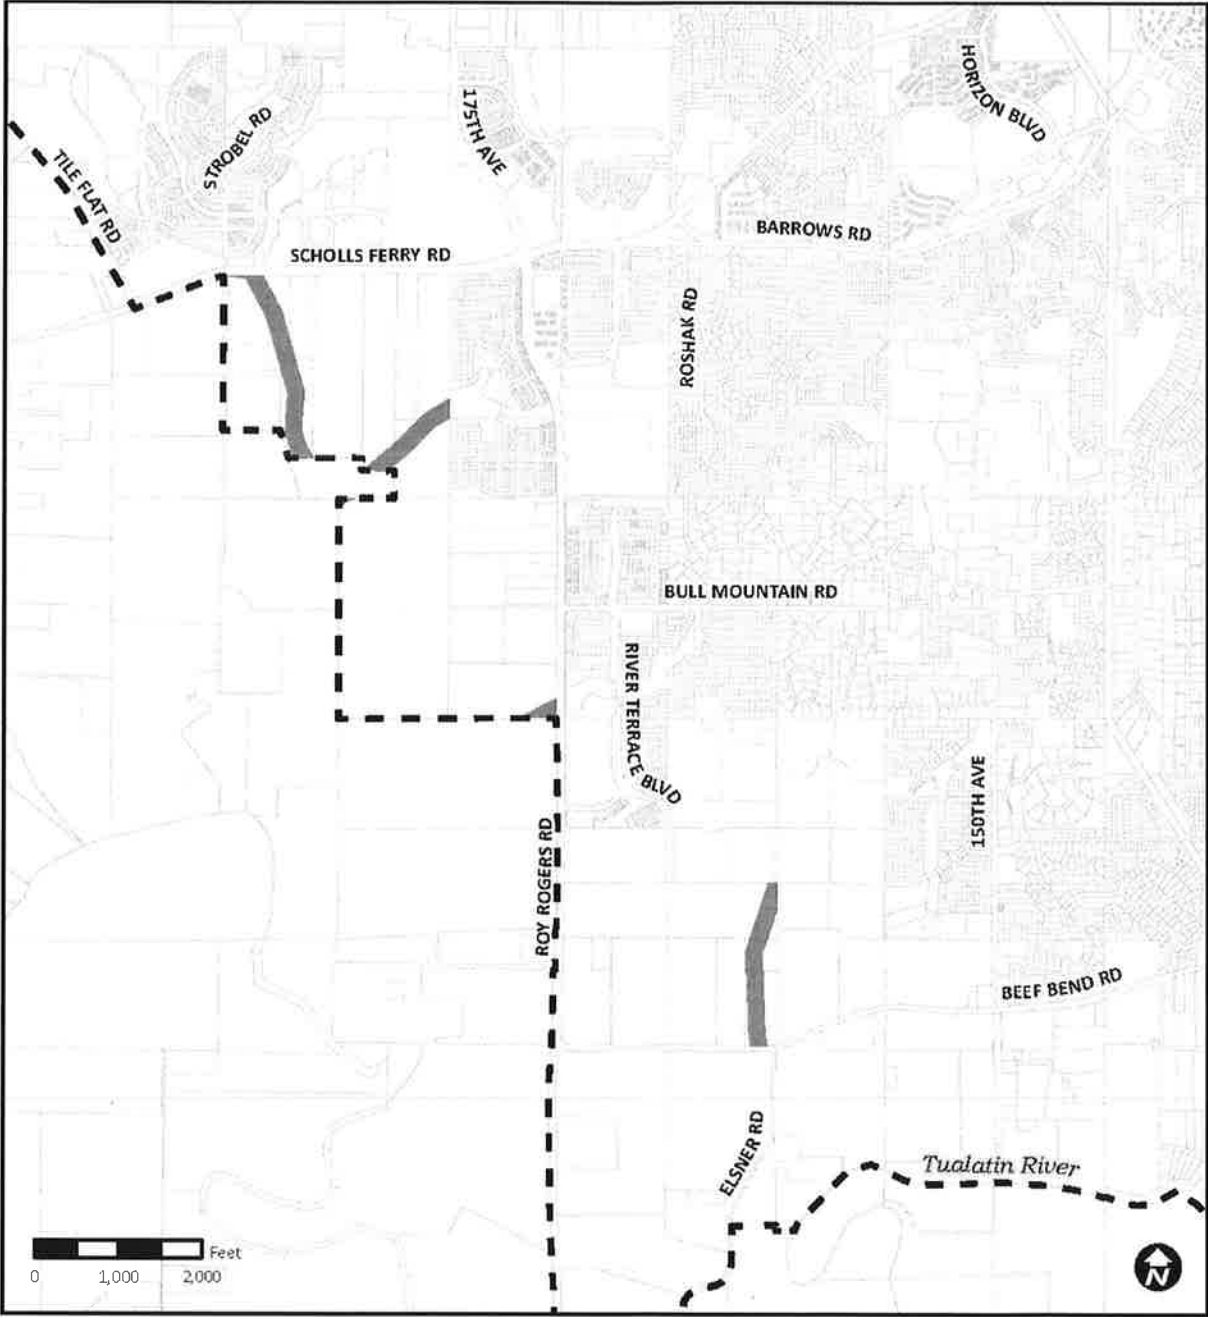 HORIZON BLVD
175TH AVE
STROBEL RD
TILE FLAT RD
BARROWS RD
SCHOLLS FERRY RD
ROSHAK RD
BULL MOUNTAIN RD
RIVER TERRACE BLVD
150TH AVE
ROY ROGERS RD
BEEF BEND RD
ELSNER RD
Tualatin River
Feet
0 1,000 2,000
N